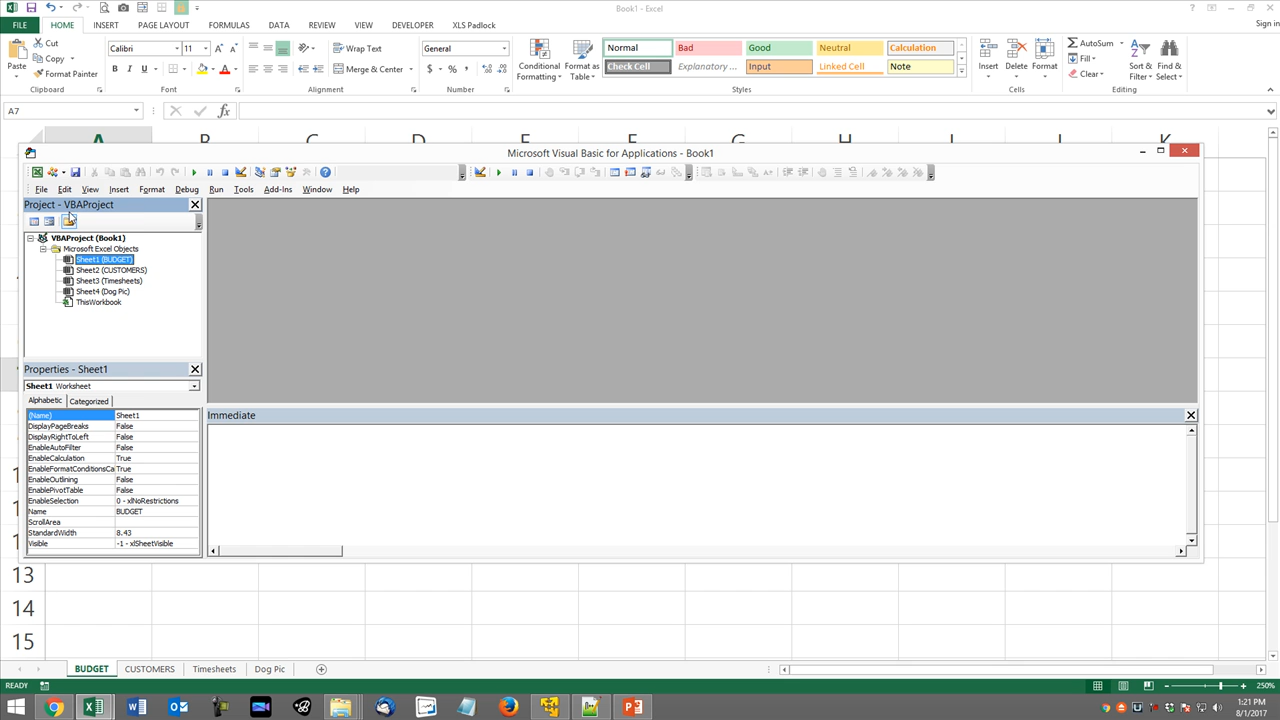 Book1 - Excel
Sign in
FILE
HOME
INSERT
PAGE LAYOUT
FORMULAS
DATA
REVIEW
VIEW
DEVELOPER
XLS Padlock
Paste
Cut
Copy
Format Painter
Clipboard
Calibri
11
B I U
Font
Wrap Text
Merge & Center
Alignment
General
$ % ,
Number
Conditional
Formatting
Format as
Table
Normal
Bad
Good
Neutral
Calculation
Check Cell
Explanatory ...
Input
Linked Cell
Note
Styles
Insert
Delete
Format
Cells
AutoSum
Fill
Clear
Sort &
Filter
Find &
Select
Editing
A7
fx
Microsoft Visual Basic for Applications - Book1
File Edit View Insert Format Debug Run Tools Add-Ins Window Help
Project - VBAProject
VBAProject (Book1)
Microsoft Excel Objects
Sheet1 (BUDGET)
Sheet2 (CUSTOMERS)
Sheet3 (Timesheets)
Sheet4 (Dog Pic)
ThisWorkbook
Properties - Sheet1
Sheet1 Worksheet
Alphabetic Categorized
(Name) Sheet1
DisplayPageBreaks False
DisplayRightToLeft False
EnableAutoFilter False
EnableCalculation True
EnableFormatConditionsCa True
EnableOutlining False
EnablePivotTable False
EnableSelection 0 - xlNoRestrictions
Name BUDGET
ScrollArea
StandardWidth 8.43
Visible -1 - xlSheetVisible
Immediate
13
14
15
BUDGET CUSTOMERS Timesheets Dog Pic
READY
250%
1:21 PM
8/1/2017